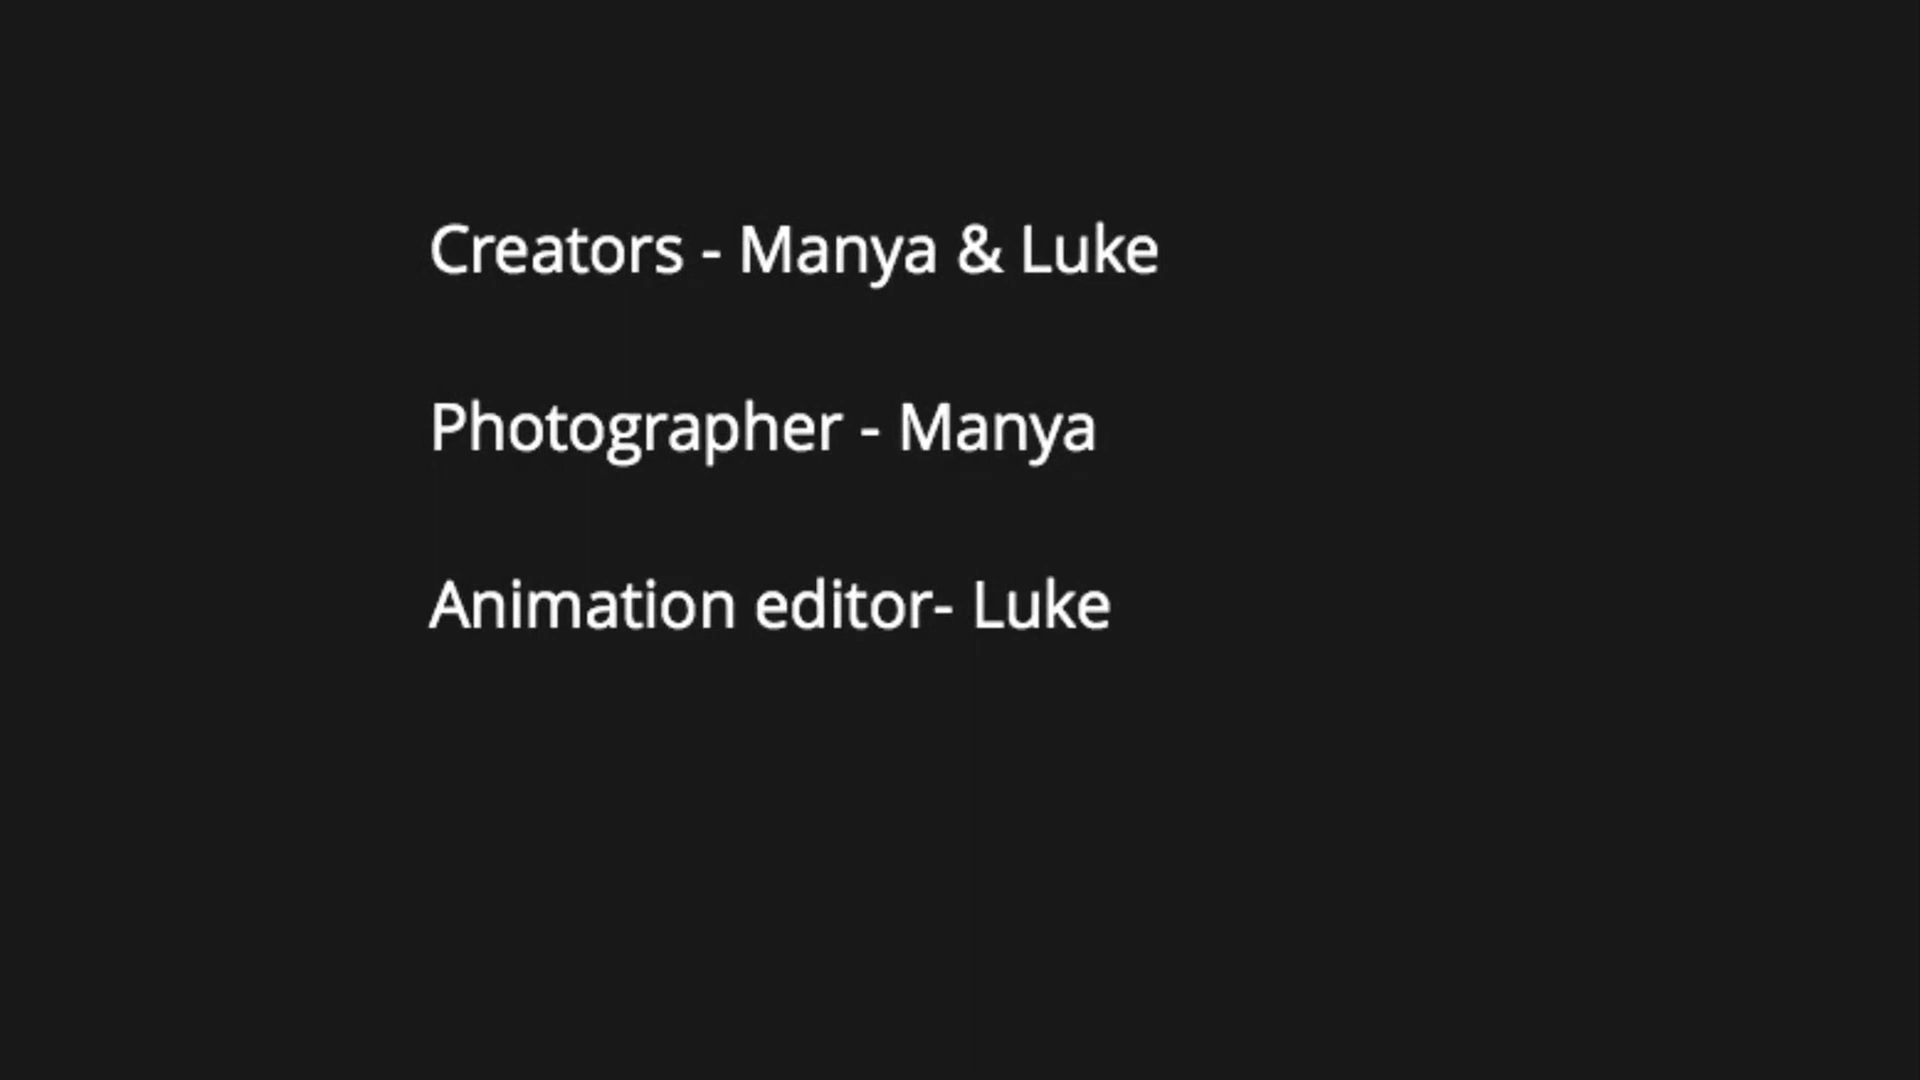 Creators - Manya & Luke
Photographer - Manya
Animation editor- Luke